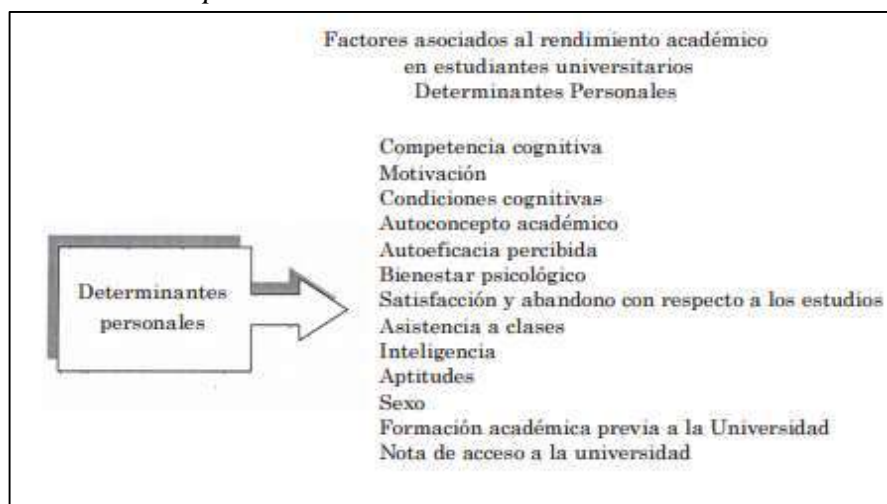 Factores asociados al rendimiento académico
en estudiantes universitarios
Determinantes Personales
Determinantes
personales
Competencia cognitiva
Motivación
Condiciones cognitivas
Autoconcepto académico
Autoeficacia percibida
Bienestar psicológico
Satisfacción y abandono con respecto a los estudios
Asistencia a clases
Inteligencia
Aptitudes
Sexo
Formación académica previa a la Universidad
Nota de acceso a la universidad